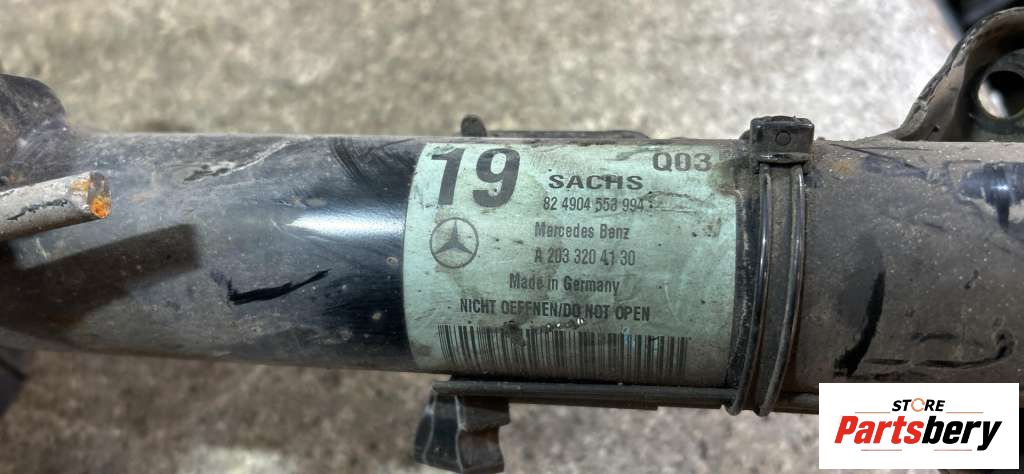 19
SACHS
Q03
82 4904 553 994
Mercedes Benz
A 203 320 41 30
Made in Germany
NICHT OEFFNEN/DO NOT OPEN
STORE
Partsbery